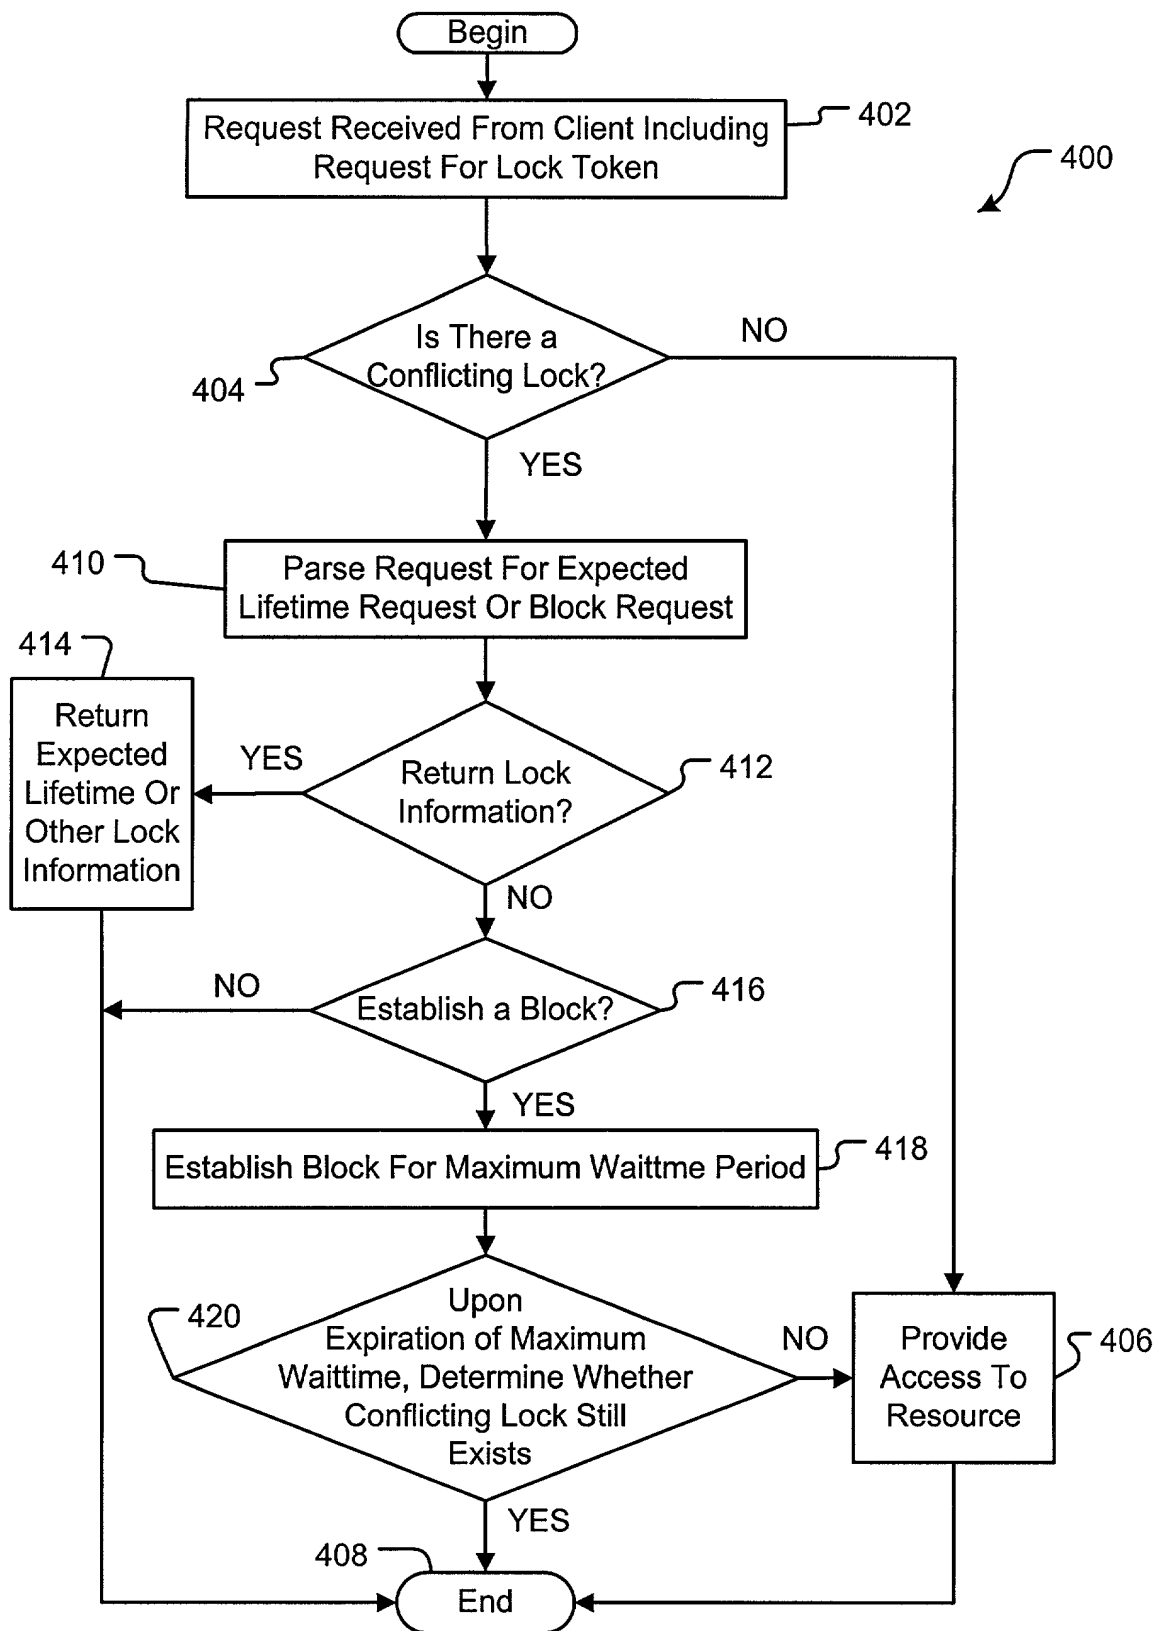 Begin
Request Received From Client Including
Request For Lock Token
402
400
Is There a
Conflicting Lock?
404
NO
YES
410
Parse Request For Expected
Lifetime Request Or Block Request
414
Return
Expected
Lifetime Or
Other Lock
Information
YES
Return Lock
Information?
412
NO
NO
Establish a Block?
416
YES
Establish Block For Maximum Waittme Period
418
420
Upon
Expiration of Maximum
Waittime, Determine Whether
Conflicting Lock Still
Exists
NO
Provide
Access To
Resource
406
YES
408
End